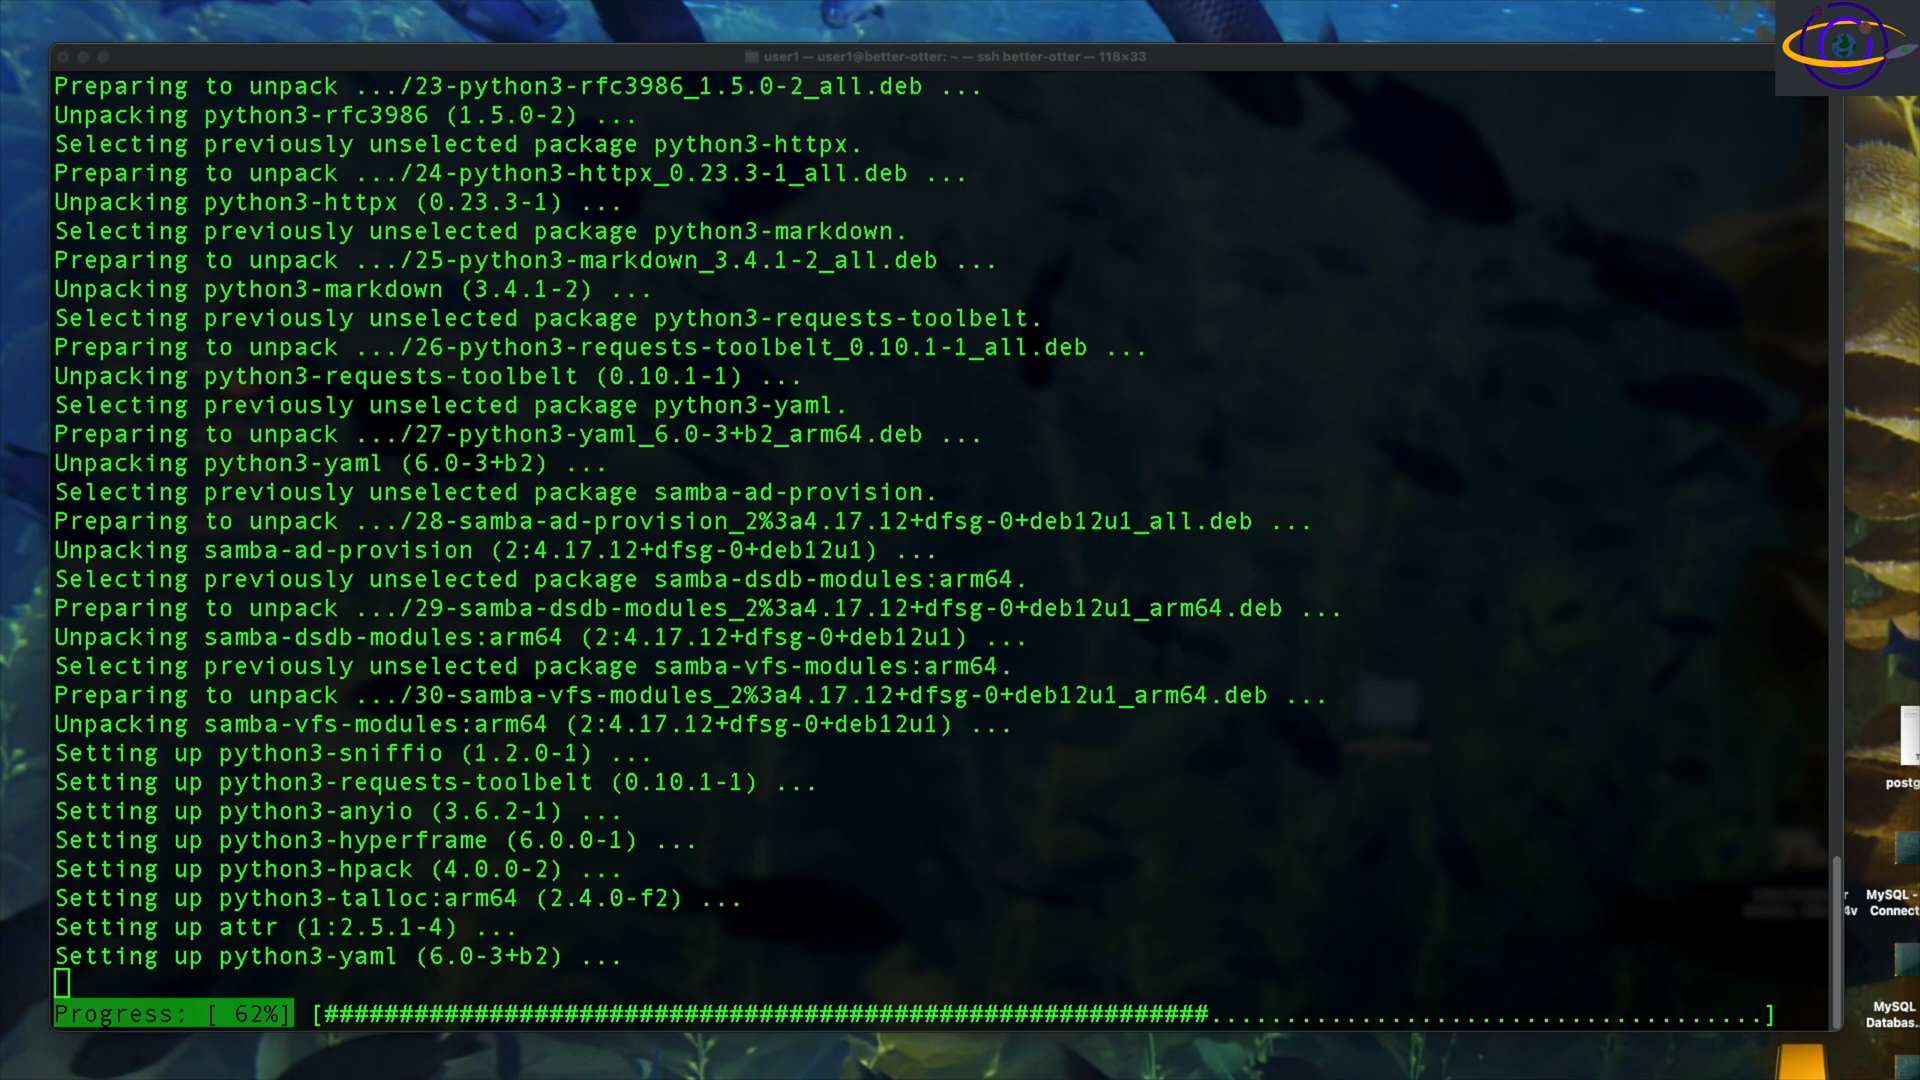 user1 — user1@better-otter: ~ — ssh better-otter — 118×33
Preparing to unpack .../23-python3-rfc3986_1.5.0-2_all.deb ...
Unpacking python3-rfc3986 (1.5.0-2) ...
Selecting previously unselected package python3-httpx.
Preparing to unpack .../24-python3-httpx_0.23.3-1_all.deb ...
Unpacking python3-httpx (0.23.3-1) ...
Selecting previously unselected package python3-markdown.
Preparing to unpack .../25-python3-markdown_3.4.1-2_all.deb ...
Unpacking python3-markdown (3.4.1-2) ...
Selecting previously unselected package python3-requests-toolbelt.
Preparing to unpack .../26-python3-requests-toolbelt_0.10.1-1_all.deb ...
Unpacking python3-requests-toolbelt (0.10.1-1) ...
Selecting previously unselected package python3-yaml.
Preparing to unpack .../27-python3-yaml_6.0-3+b2_arm64.deb ...
Unpacking python3-yaml (6.0-3+b2) ...
Selecting previously unselected package samba-ad-provision.
Preparing to unpack .../28-samba-ad-provision_2%3a4.17.12+dfsg-0+deb12u1_all.deb ...
Unpacking samba-ad-provision (2:4.17.12+dfsg-0+deb12u1) ...
Selecting previously unselected package samba-dsdb-modules:arm64.
Preparing to unpack .../29-samba-dsdb-modules_2%3a4.17.12+dfsg-0+deb12u1_arm64.deb ...
Unpacking samba-dsdb-modules:arm64 (2:4.17.12+dfsg-0+deb12u1) ...
Selecting previously unselected package samba-vfs-modules:arm64.
Preparing to unpack .../30-samba-vfs-modules_2%3a4.17.12+dfsg-0+deb12u1_arm64.deb ...
Unpacking samba-vfs-modules:arm64 (2:4.17.12+dfsg-0+deb12u1) ...
Setting up python3-sniffio (1.2.0-1) ...
Setting up python3-requests-toolbelt (0.10.1-1) ...
Setting up python3-anyio (3.6.2-1) ...
Setting up python3-hyperframe (6.0.0-1) ...
Setting up python3-hpack (4.0.0-2) ...
Setting up python3-talloc:arm64 (2.4.0-f2) ...
Setting up attr (1:2.5.1-4) ...
Setting up python3-yaml (6.0-3+b2) ...
Progress: [ 62%] [###########################################################.....................................]
postg
MySQL -
4v Connect
MySQL
Databas...